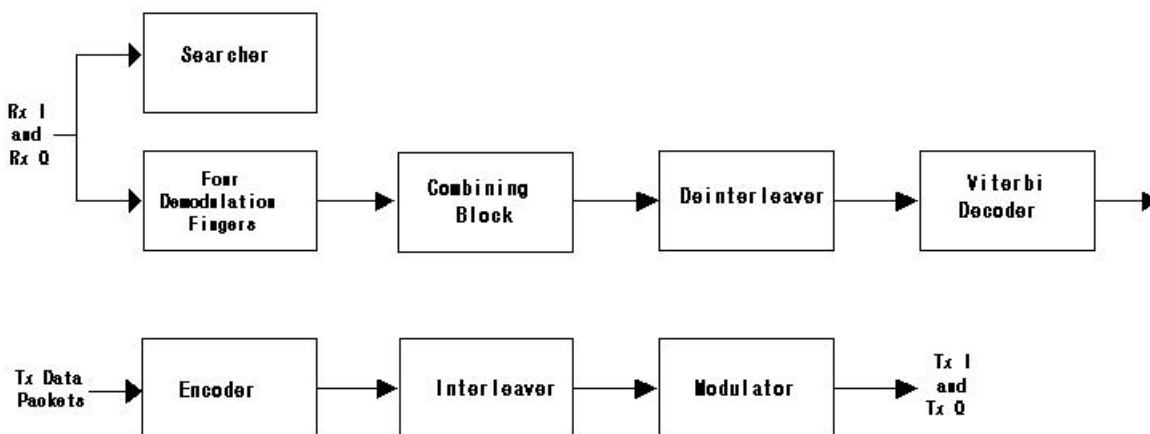 Searcher
Rx I
and
Rx Q
Four
Demodulation
Fingers
Combining
Block
Deinterleaver
Viterbi
Decoder
Tx Data
Packets
Encoder
Interleaver
Modulator
Tx I
and
Tx Q